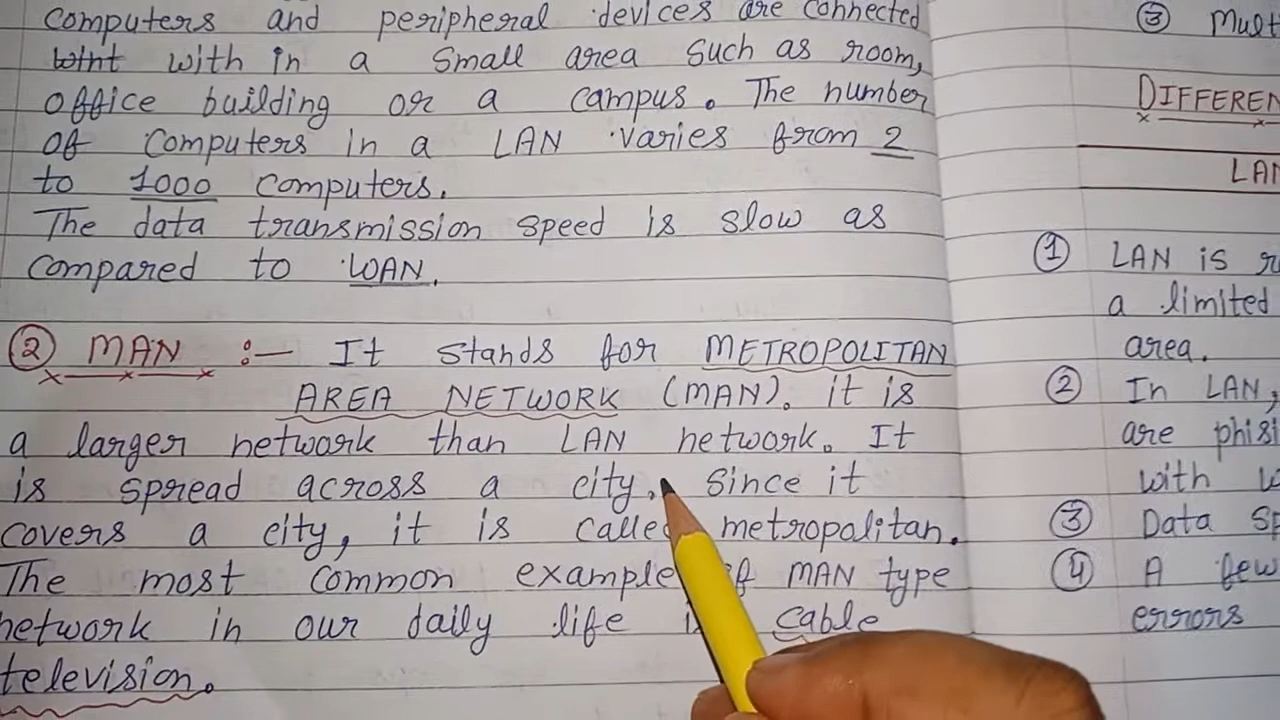 computers and peripheral devices are connected
with in a small area such as room,
office building or a campus. The number
of computers in a LAN varies from 2
to 1000 computers.
The data transmission speed is slow as
compared to WAN.
② MAN :— It stands for METROPOLITAN
AREA NETWORK (MAN). it is
a larger network than LAN network. It
is spread across a city. Since it
covers a city, it is called metropolitan.
The most common example of MAN type
network in our daily life is cable
television.
③
LAN
① LAN is
a limited
area.
② In LAN,
are
with
③ Data
④ A few
errors